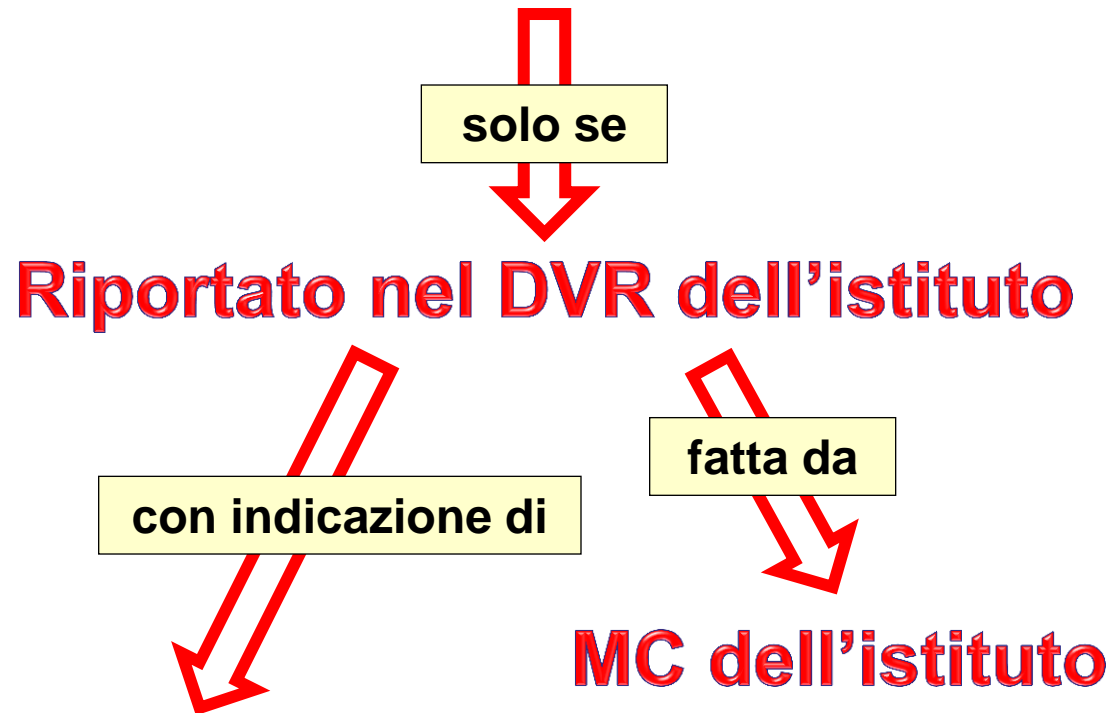 solo se
Riportato nel DVR dell’istituto
fatta da
con indicazione di
MC dell’istituto